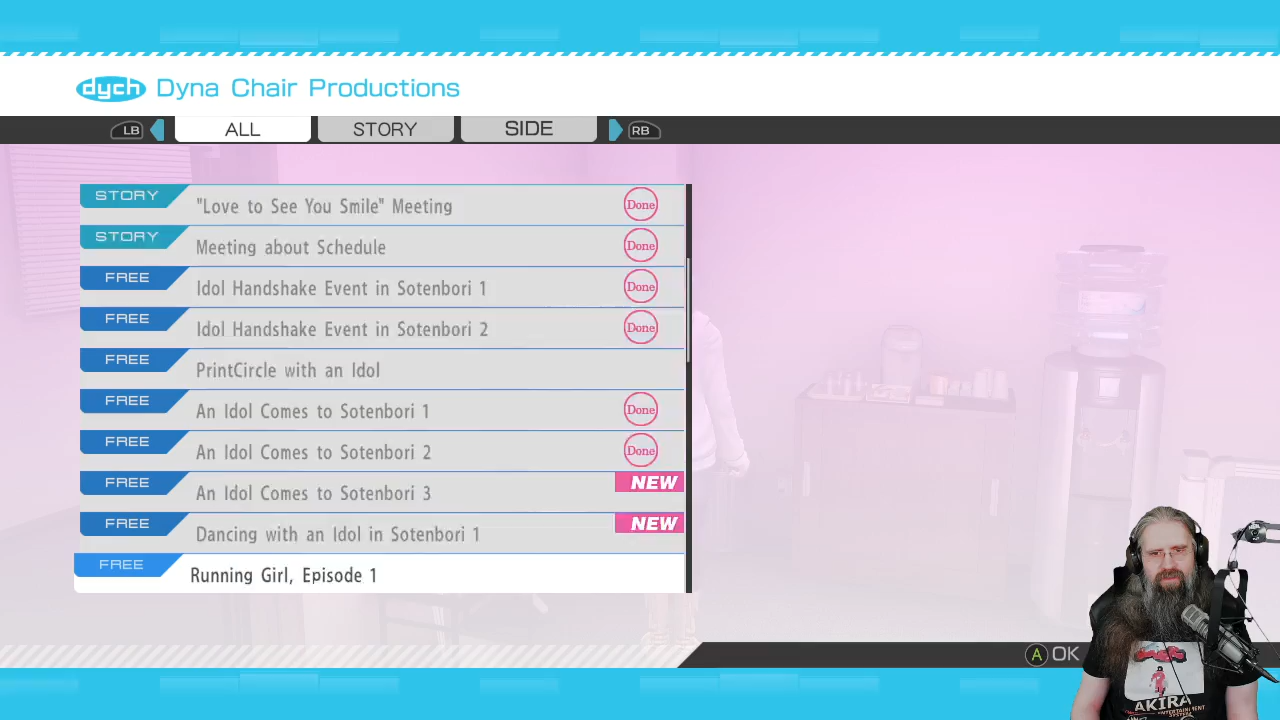 dych Dyna Chair Productions
LB ALL STORY SIDE RB
STORY "Love to See You Smile" Meeting Done
STORY Meeting about Schedule Done
FREE Idol Handshake Event in Sotenbori 1 Done
FREE Idol Handshake Event in Sotenbori 2 Done
FREE PrintCircle with an Idol
FREE An Idol Comes to Sotenbori 1 Done
FREE An Idol Comes to Sotenbori 2 Done
FREE An Idol Comes to Sotenbori 3 NEW
FREE Dancing with an Idol in Sotenbori 1 NEW
FREE Running Girl, Episode 1
A OK
AKIRA
ENTERTAINMENT
SYSTEM